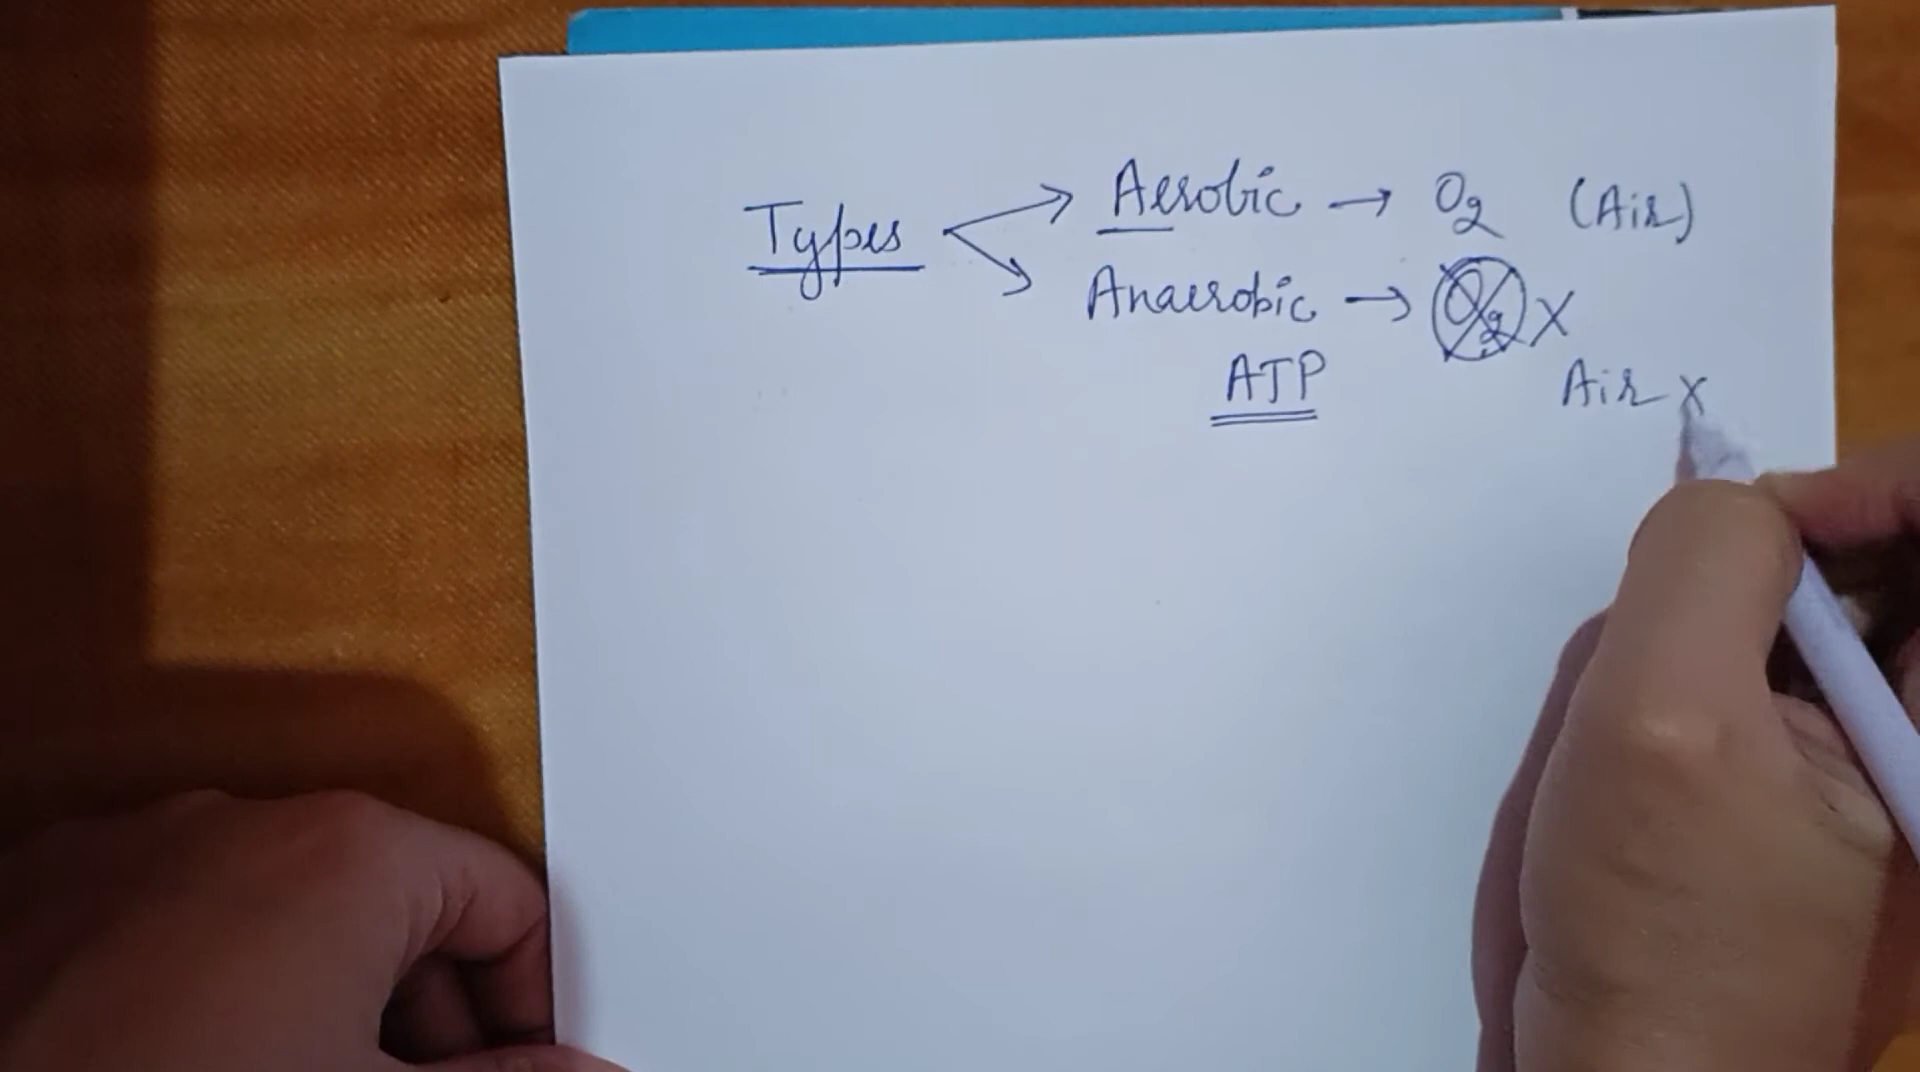 Types → Aerobic → O2 (Air)
→ Anaerobic → O2 X
ATP
Air X